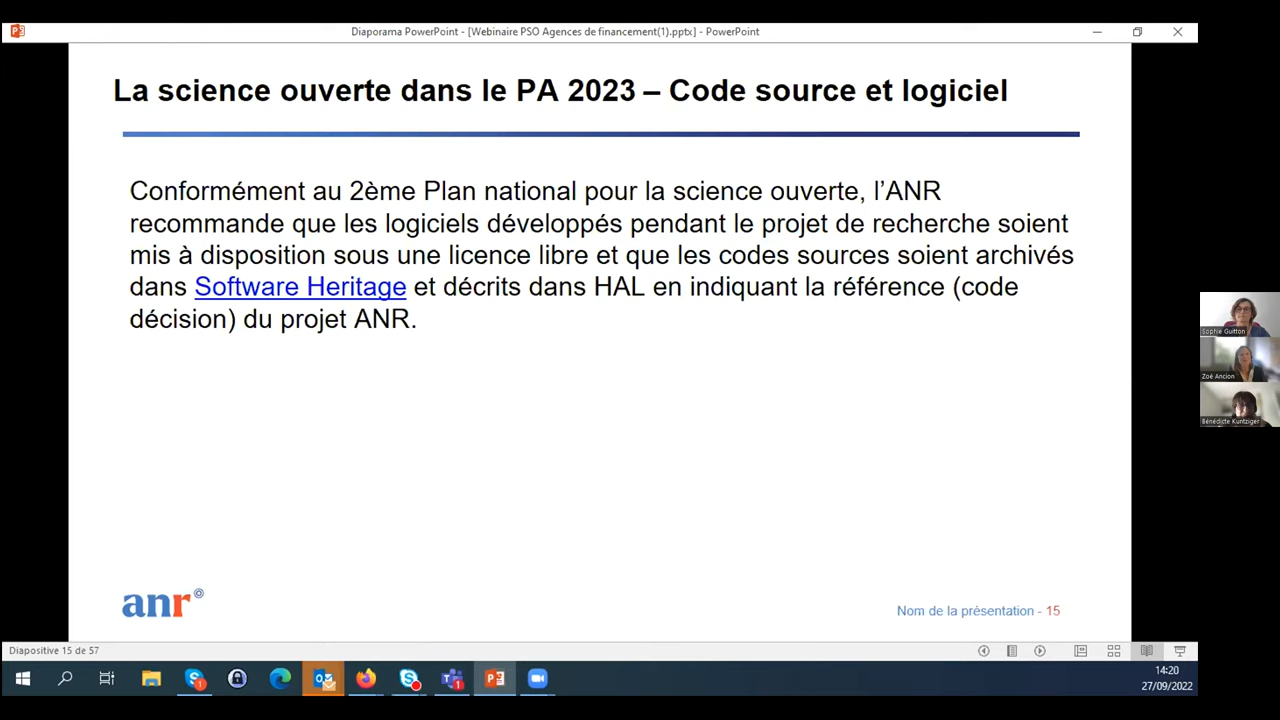 Diaporama PowerPoint - [Webinaire PSO Agences de financement(1).pptx] - PowerPoint
La science ouverte dans le PA 2023 – Code source et logiciel
Conformément au 2ème Plan national pour la science ouverte, l’ANR
recommande que les logiciels développés pendant le projet de recherche soient
mis à disposition sous une licence libre et que les codes sources soient archivés
dans Software Heritage et décrits dans HAL en indiquant la référence (code
décision) du projet ANR.
Sophie Guitton
Zoé Ancion
Bénédicte Kuntziger
anr
Nom de la présentation - 15
Diapositive 15 de 57
14:20
27/09/2022